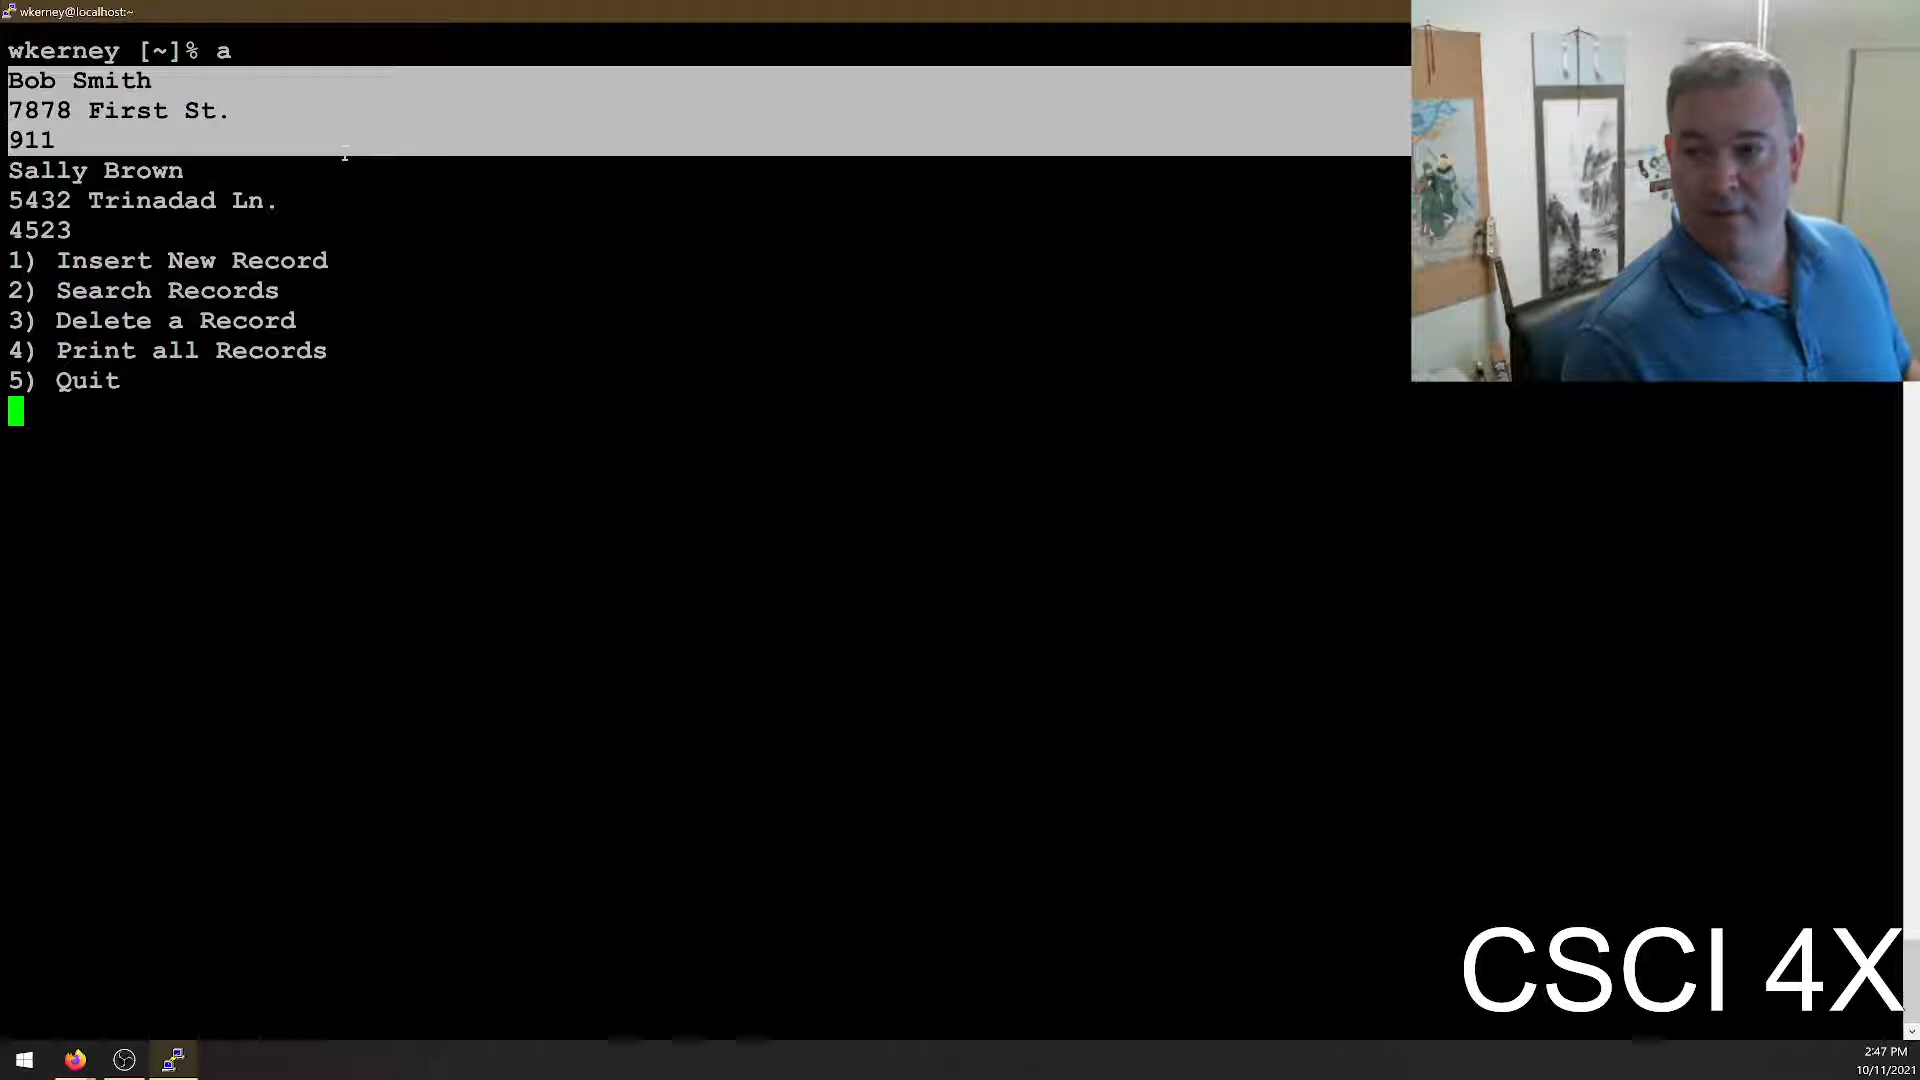 wkerney@localhost:~
wkerney [~]% a
Bob Smith
7878 First St.
911
Sally Brown
5432 Trinadad Ln.
4523
1) Insert New Record
2) Search Records
3) Delete a Record
4) Print all Records
5) Quit
CSCI 4X
2:47 PM
10/11/2021